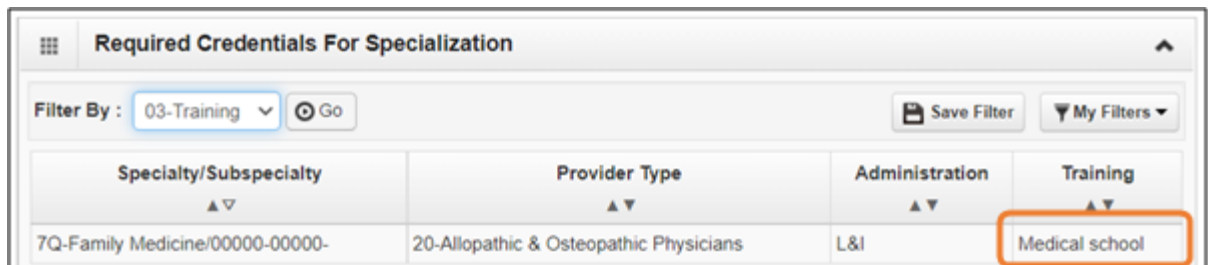 Required Credentials For Specialization
Filter By : 03-Training Go Save Filter My Filters
Specialty/Subspecialty Provider Type Administration Training
7Q-Family Medicine/00000-00000- 20-Allopathic & Osteopathic Physicians L&I Medical school